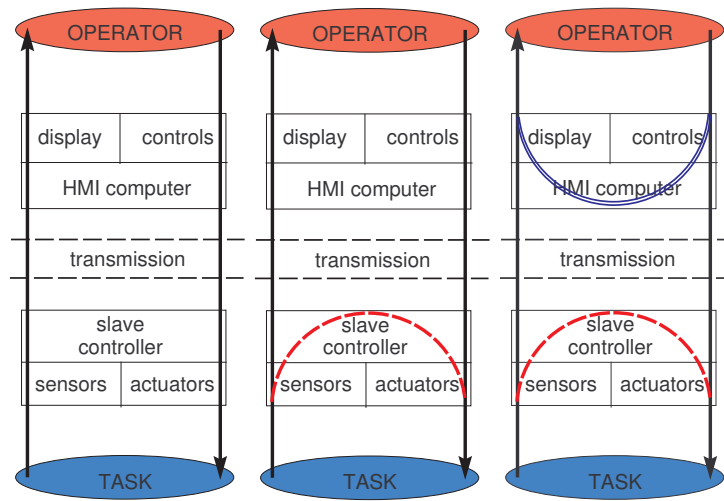 OPERATOR
display controls
HMI computer
transmission
slave
controller
sensors actuators
TASK
OPERATOR
display controls
HMI computer
transmission
slave
controller
sensors actuators
TASK
OPERATOR
display controls
HMI computer
transmission
slave
controller
sensors actuators
TASK